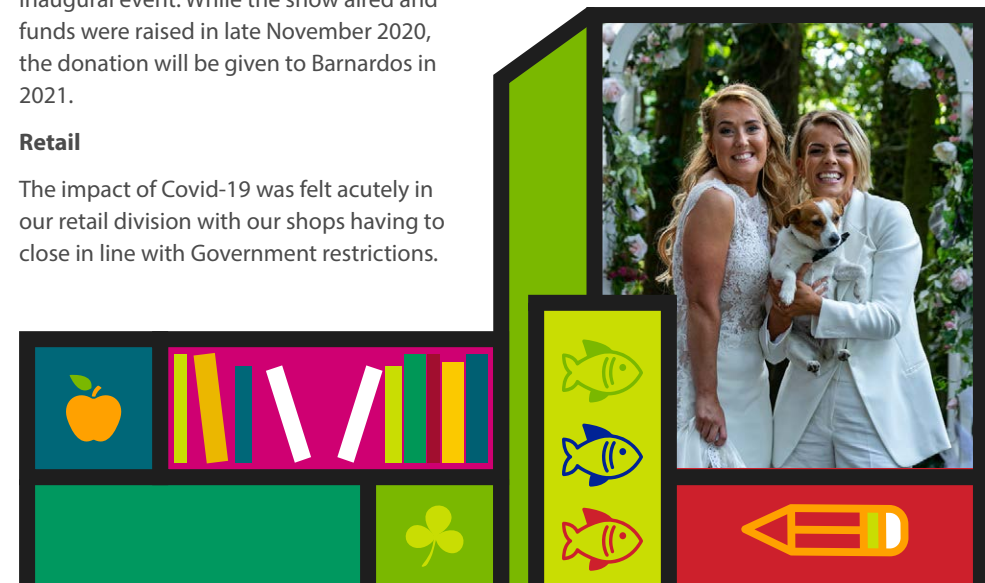 inaugural event. While the show aired and
funds were raised in late November 2020,
the donation will be given to Barnardos in
2021.
Retail
The impact of Covid-19 was felt acutely in
our retail division with our shops having to
close in line with Government restrictions.